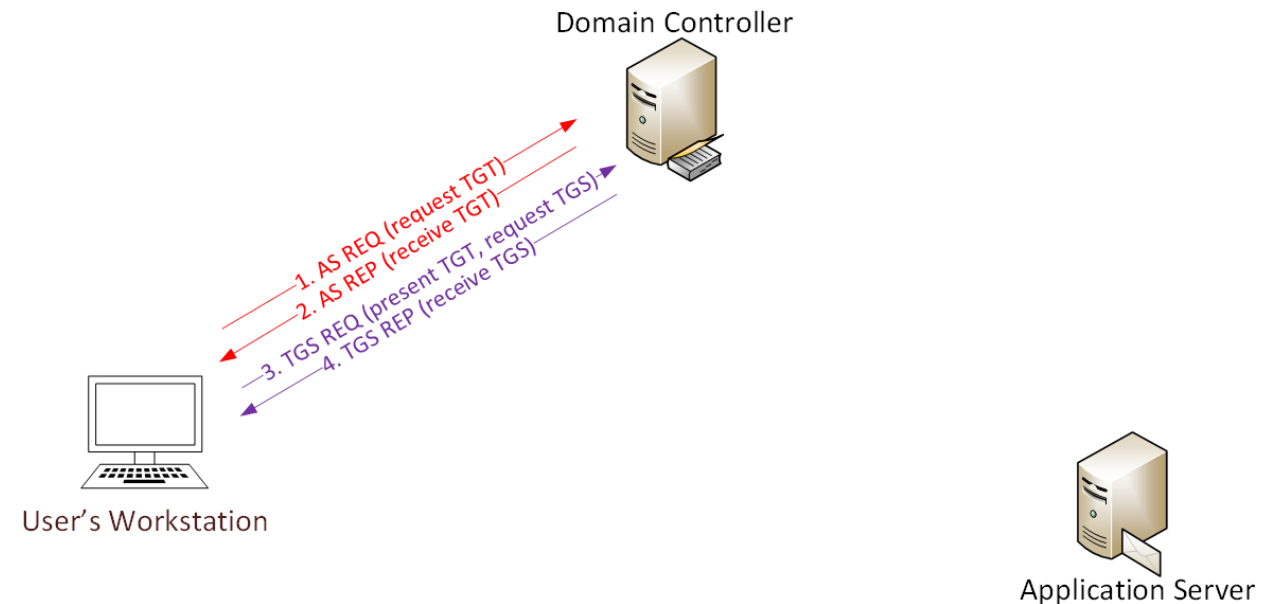 Domain Controller
1. AS REQ (request TGT)
2. AS REP (receive TGT)
3. TGS REQ (present TGT, request TGS)
4. TGS REP (receive TGS)
User's Workstation
Application Server